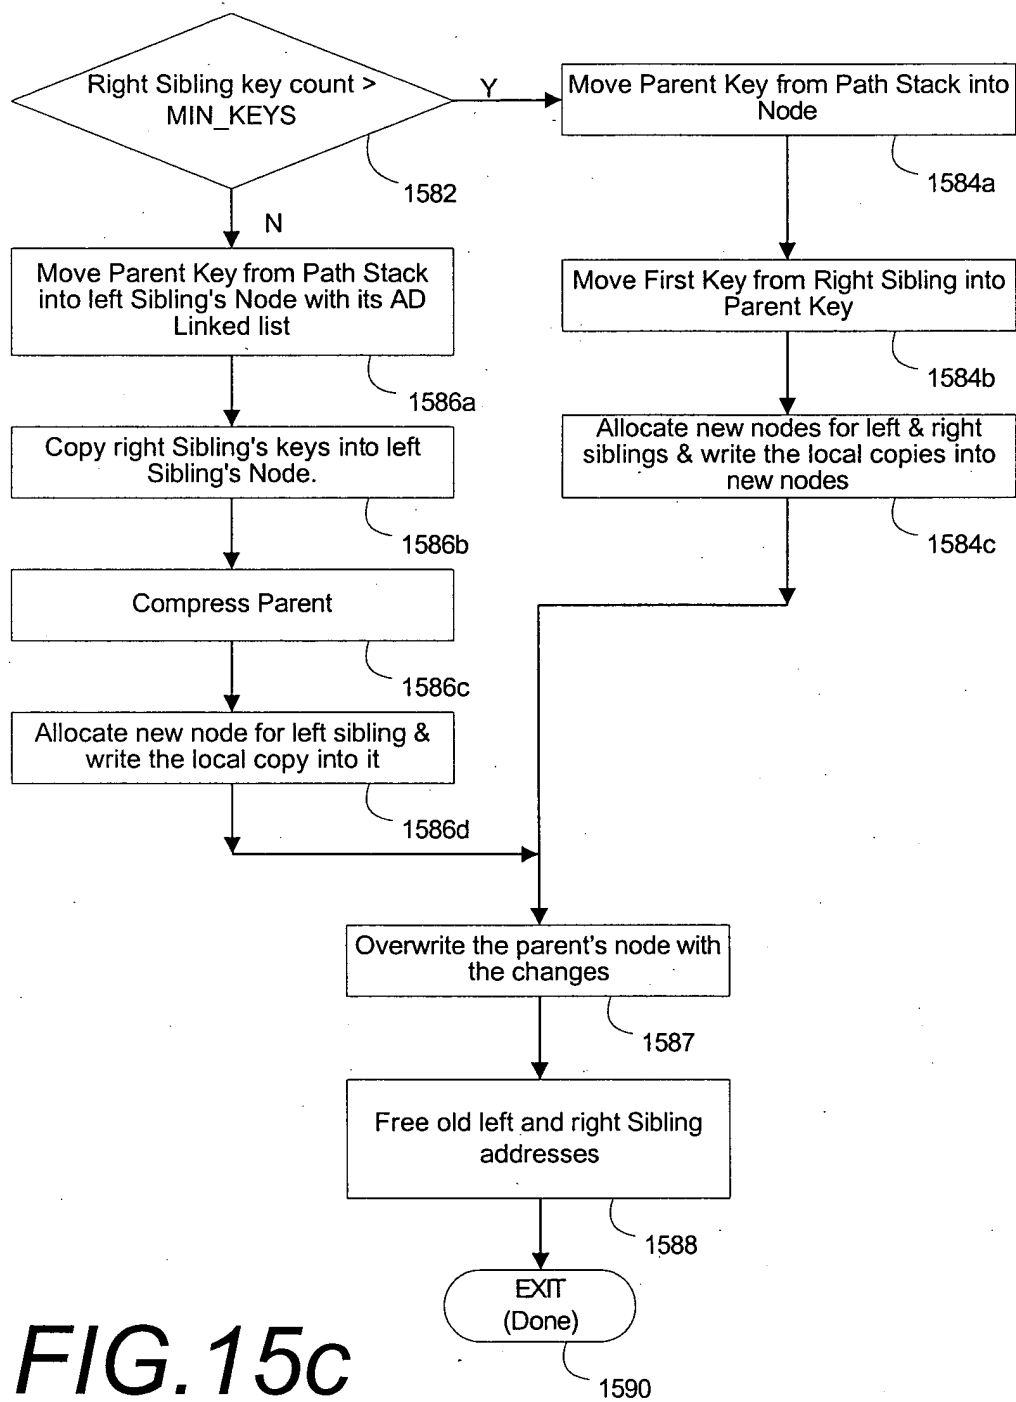 Right Sibling key count >
MIN_KEYS
Y
1582
N
Move Parent Key from Path Stack into
Node
1584a
Move First Key from Right Sibling into
Parent Key
1584b
Allocate new nodes for left & right
siblings & write the local copies into
new nodes
1584c
Move Parent Key from Path Stack
into left Sibling's Node with its AD
Linked list
1586a
Copy right Sibling's keys into left
Sibling's Node.
1586b
Compress Parent
1586c
Allocate new node for left sibling &
write the local copy into it
1586d
Overwrite the parent's node with
the changes
1587
Free old left and right Sibling
addresses
1588
EXIT
(Done)
1590
FIG.15c